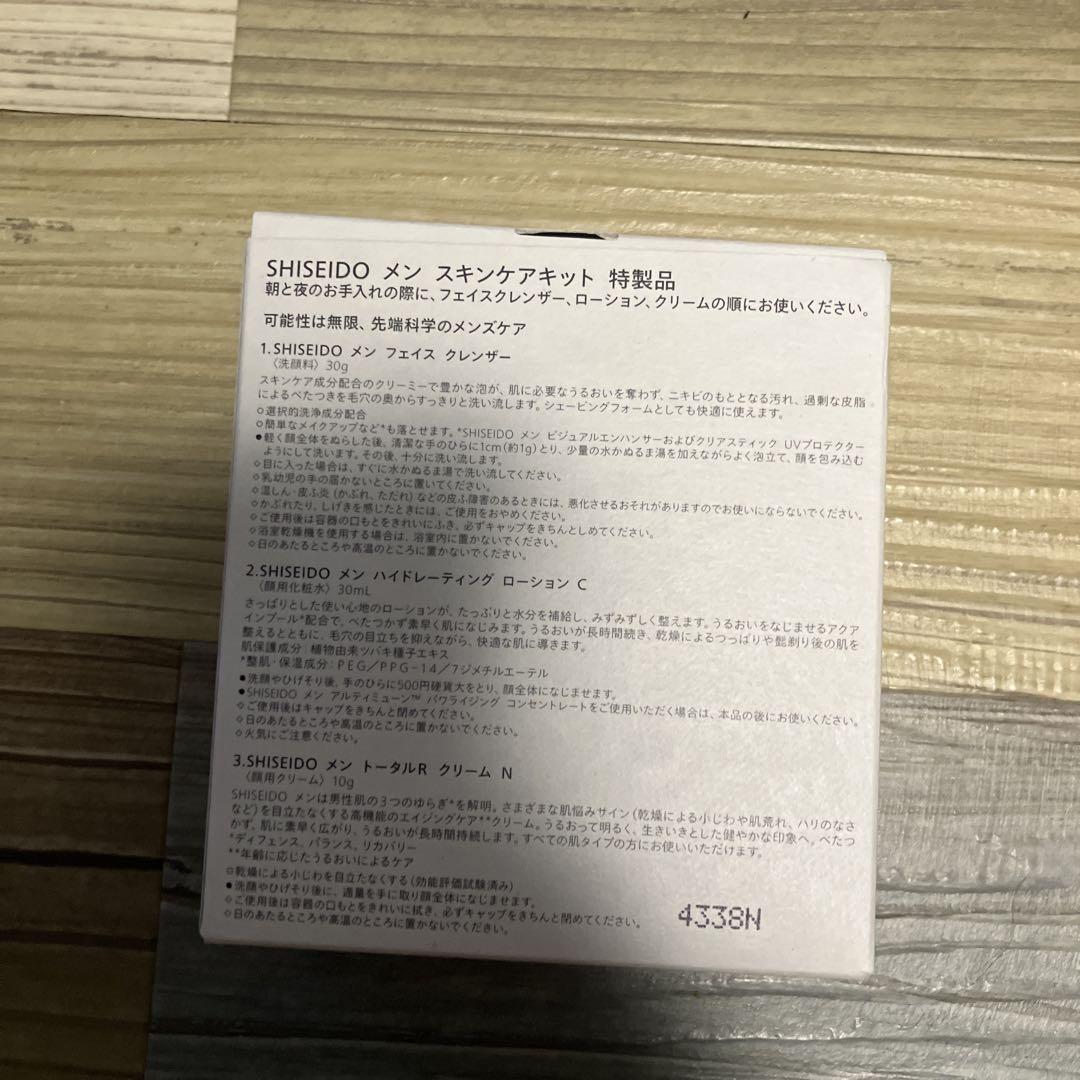 SHISEIDO メン スキンケアキット 特製品
朝と夜のお手入れの際に、フェイスクレンザー、ローション、クリームの順にお使いください。
可能性は無限、先端科学のメンズケア
1.SHISEIDO メン フェイス クレンザー
〈洗顔料〉30g
スキンケア成分配合のクリーミーで豊かな泡が、肌に必要なうるおいを奪わず、ニキビのもととなる汚れ、過剰な皮脂
によるべたつきを毛穴の奥からすっきりと洗い流します。シェービングフォームとしても快適に使えます。
○選択的洗浄成分配合
○簡単なメイクアップなど*も落とせます。*SHISEIDO メン ビジュアルエンハンサーおよびクリアスティック UVプロテクター
●軽く顔全体をぬらした後、清潔な手のひらに1cm(約1g)とり、少量の水かぬるま湯を加えながらよく泡立て、顔を包み込む
ようにして洗います。その後、十分に洗い流します。
◇目に入った場合は、すぐに水かぬるま湯で洗い流してください。
◇乳幼児の手の届かないところに置いてください。
◇湿しん・皮ふ炎(かぶれ、ただれ)などの皮ふ障害のあるときには、悪化させるおそれがありますのでお使いにならないでください。
◇かぶれたり、しげきを感じたときには、ご使用をおやめください。
◇ご使用後は容器の口もとをきれいにふき、必ずキャップをきちんとしめてください。
◇浴室乾燥機を使用する場合は、浴室内に置かないでください。
◇日のあたるところや高温のところに置かないでください。
2.SHISEIDO メン ハイドレーティング ローション C
〈顔用化粧水〉30mL
さっぱりとした使い心地のローションが、たっぷりと水分を補給し、みずみずしく整えます。うるおいをなじませるアクア
インプール*配合で、べたつかず素早く肌になじみます。うるおいが長時間続き、乾燥によるつっぱりや髭剃り後の肌を
整えるとともに、毛穴の目立ちを抑えながら、快適な肌に導きます。
肌保護成分：植物由来ツバキ種子エキス
*整肌・保湿成分：PEG/PPG-14/7ジメチルエーテル
●洗顔やひげそり後、手のひらに500円硬貨大をとり、顔全体になじませます。
●SHISEIDO メン アルティミューン™ パワライジング コンセントレートをご使用いただく場合は、本品の後にお使いください。
◇ご使用後はキャップをきちんと閉めてください。
◇日のあたるところや高温のところに置かないでください。
◇火気にご注意ください。
3.SHISEIDO メン トータルR クリーム N
〈顔用クリーム〉10g
SHISEIDO メンは男性肌の3つのゆらぎ*を解明。さまざまな肌悩みサイン(乾燥による小じわや肌荒れ、ハリのなさ
など)を目立たなくする高機能のエイジングケア**クリーム。うるおって明るく、生きいきとした健やかな印象へ。べたつ
かず、肌に素早く広がり、うるおいが長時間持続します。すべての肌タイプの方にお使いいただけます。
*ディフェンス、バランス、リカバリー
**年齢に応じたうるおいによるケア
✩乾燥による小じわを目立たなくする(効能評価試験済み)
●洗顔やひげそり後に、適量を手に取り顔全体になじませます。
◇ご使用後は容器の口もとをきれいに拭き、必ずキャップをきちんと閉めてください。
◇日のあたるところや高温のところに置かないでください。
4338N